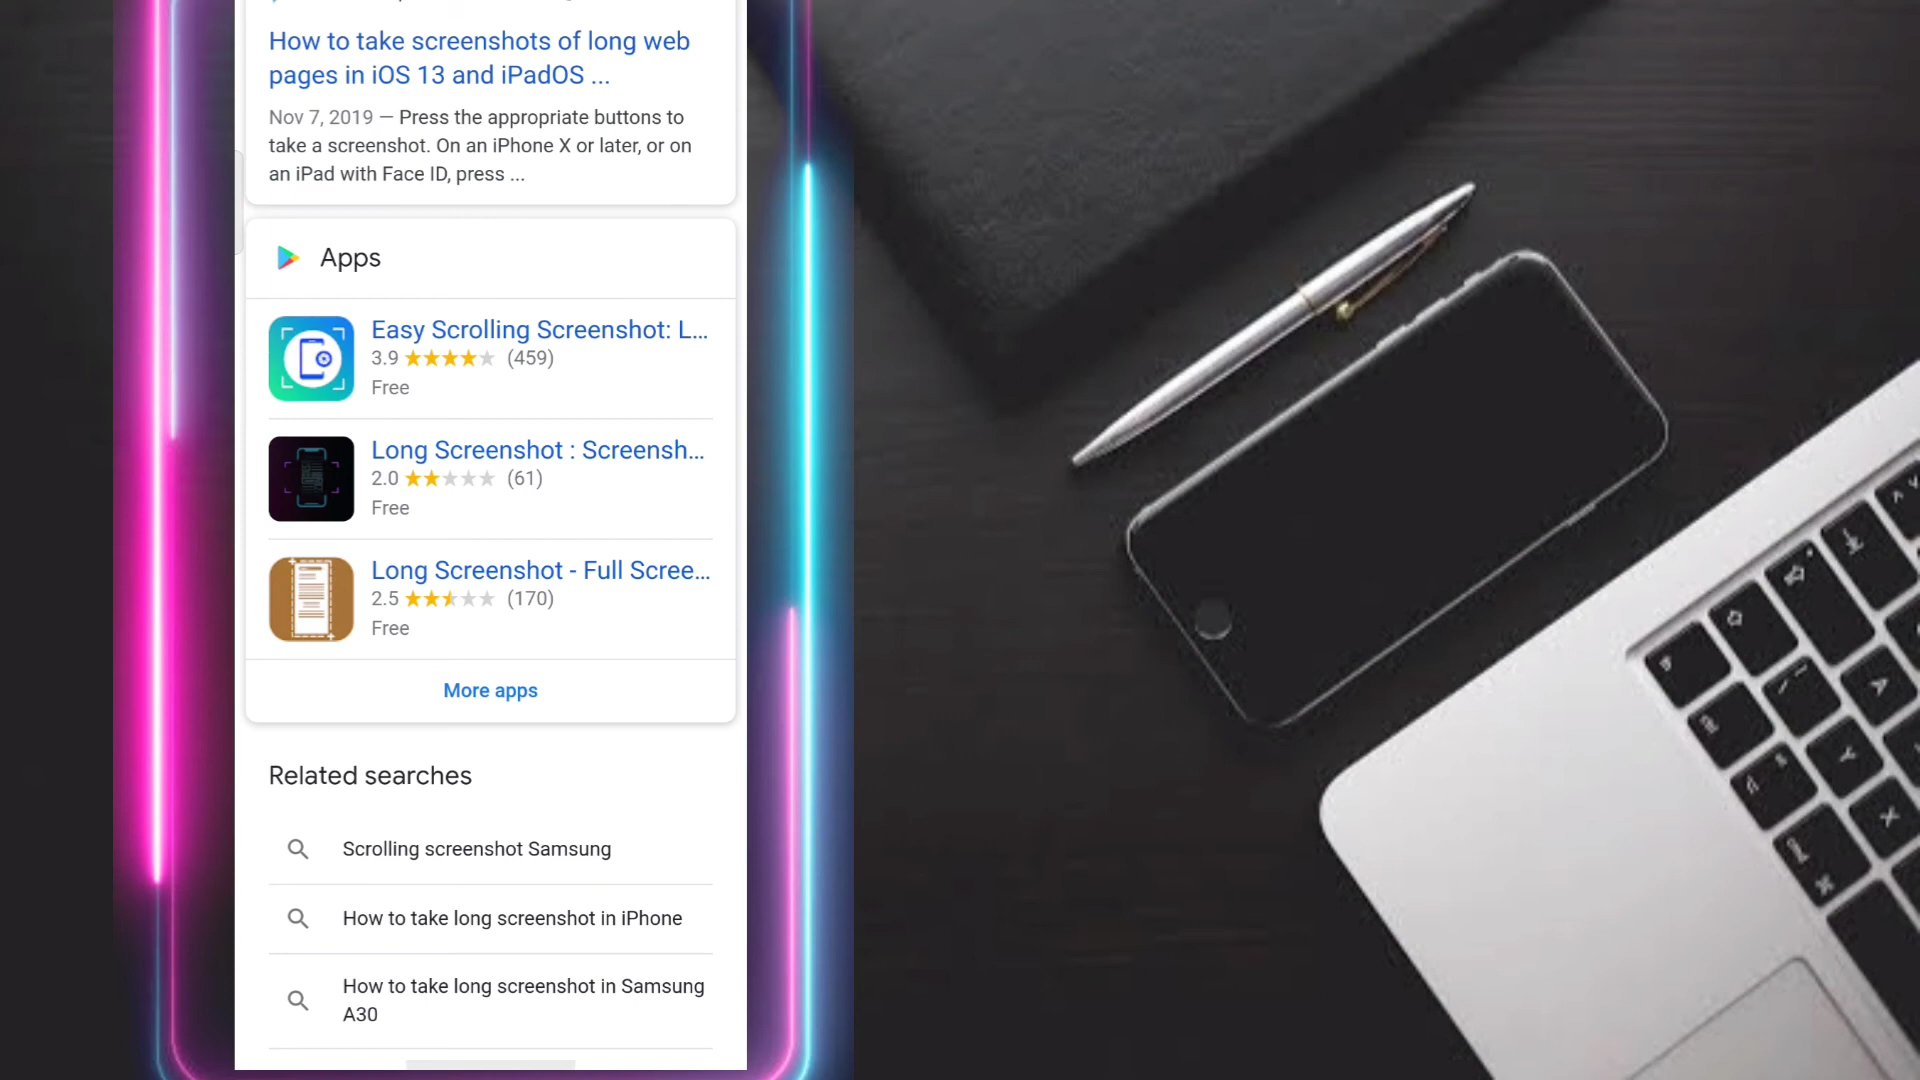 How to take screenshots of long web
pages in iOS 13 and iPadOS ...
Nov 7, 2019 — Press the appropriate buttons to
take a screenshot. On an iPhone X or later, or on
an iPad with Face ID, press ...
Apps
Easy Scrolling Screenshot: L...
3.9 (459)
Free
Long Screenshot : Screensh...
2.0 (61)
Free
Long Screenshot - Full Scree...
2.5 (170)
Free
More apps
Related searches
Scrolling screenshot Samsung
How to take long screenshot in iPhone
How to take long screenshot in Samsung
A30
A
Y
X